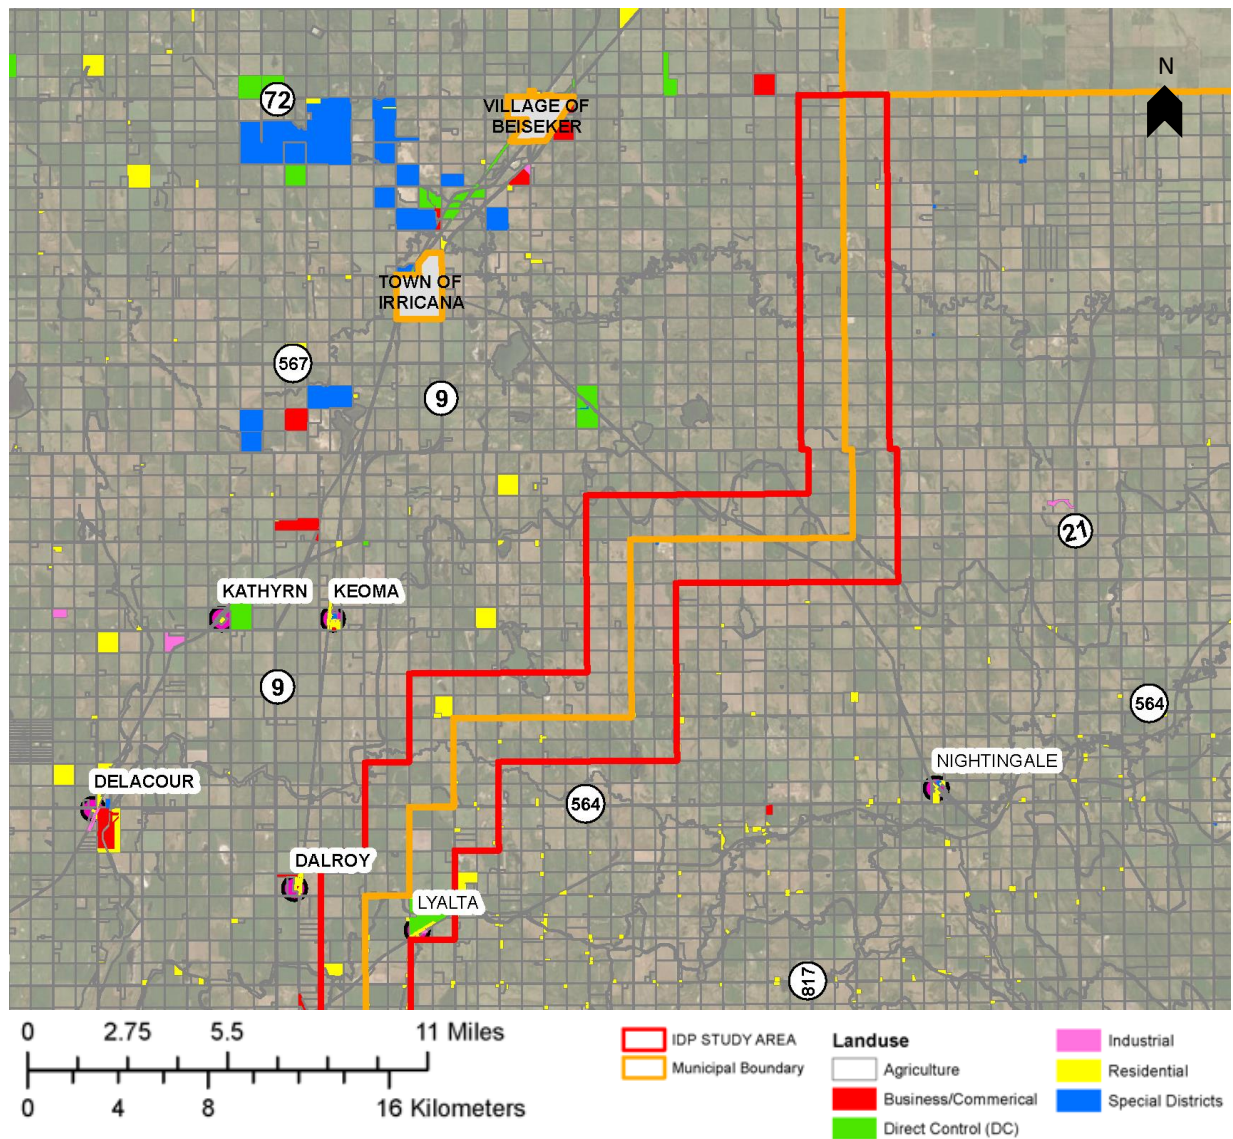 N
72
VILLAGE OF
BEISEKER
TOWN OF
IRRICANA
567
9
21
KATHYRN
KEOMA
9
564
NIGHTINGALE
DELACOUR
564
DALROY
LYALTA
817
0 2.75 5.5 11 Miles
0 4 8 16 Kilometers
IDP STUDY AREA
Municipal Boundary
Landuse
Agriculture
Business/Commerical
Direct Control (DC)
Industrial
Residential
Special Districts